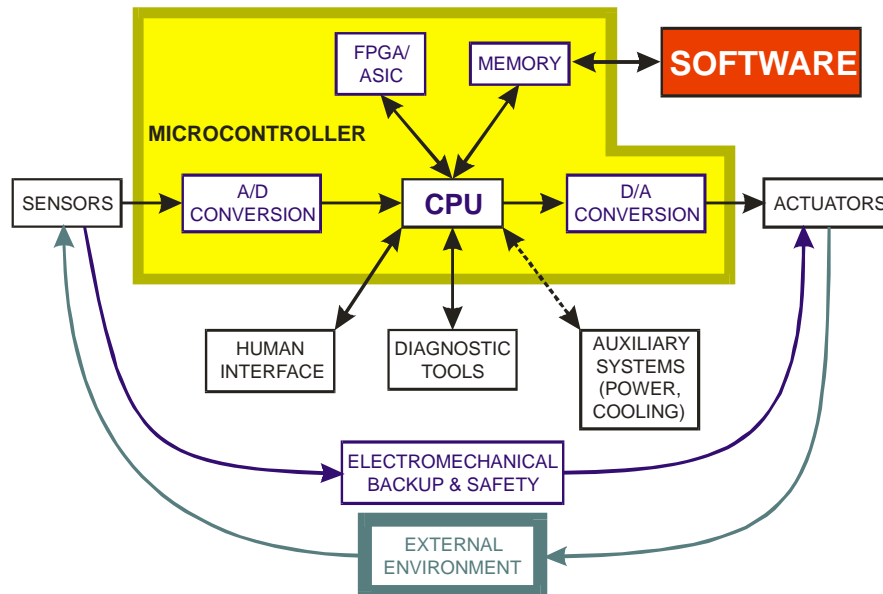 FPGA/
ASIC
MEMORY
SOFTWARE
MICROCONTROLLER
SENSORS
A/D
CONVERSION
CPU
D/A
CONVERSION
ACTUATORS
HUMAN
INTERFACE
DIAGNOSTIC
TOOLS
AUXILIARY
SYSTEMS
(POWER,
COOLING)
ELECTROMECHANICAL
BACKUP & SAFETY
EXTERNAL
ENVIRONMENT